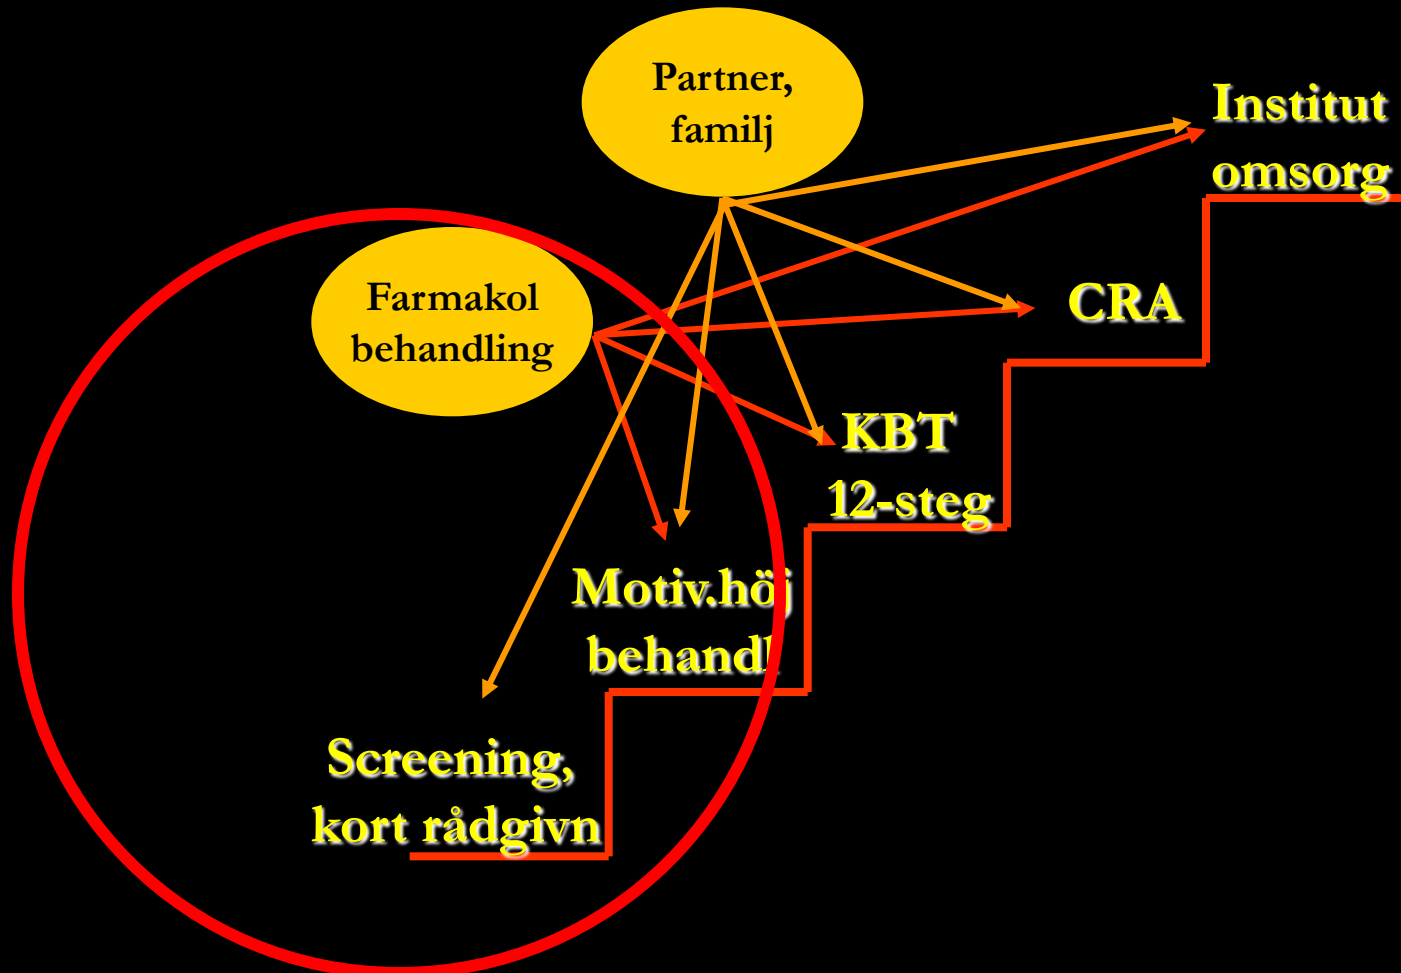 Partner,
familj
Institut
omsorg
Farmakol
behandling
CRA
KBT
12-steg
Motiv.höj
behandl
Screening,
kort rådgivn